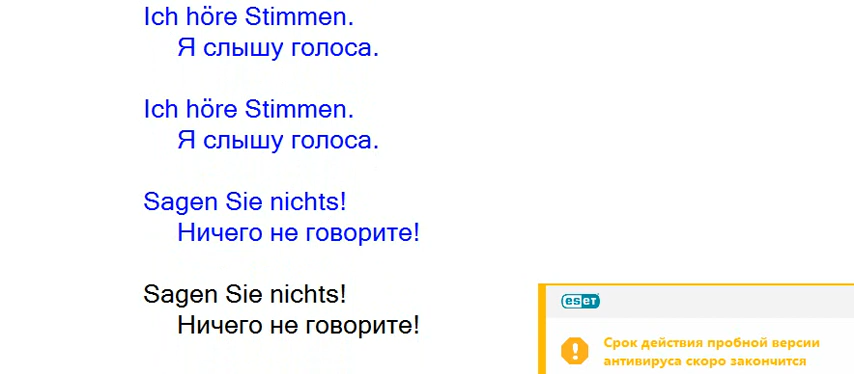 Ich höre Stimmen.
Я слышу голоса.
Ich höre Stimmen.
Я слышу голоса.
Sagen Sie nichts!
Ничего не говорите!
Sagen Sie nichts!
Ничего не говорите!
eset
Срок действия пробной версии
антивируса скоро закончится